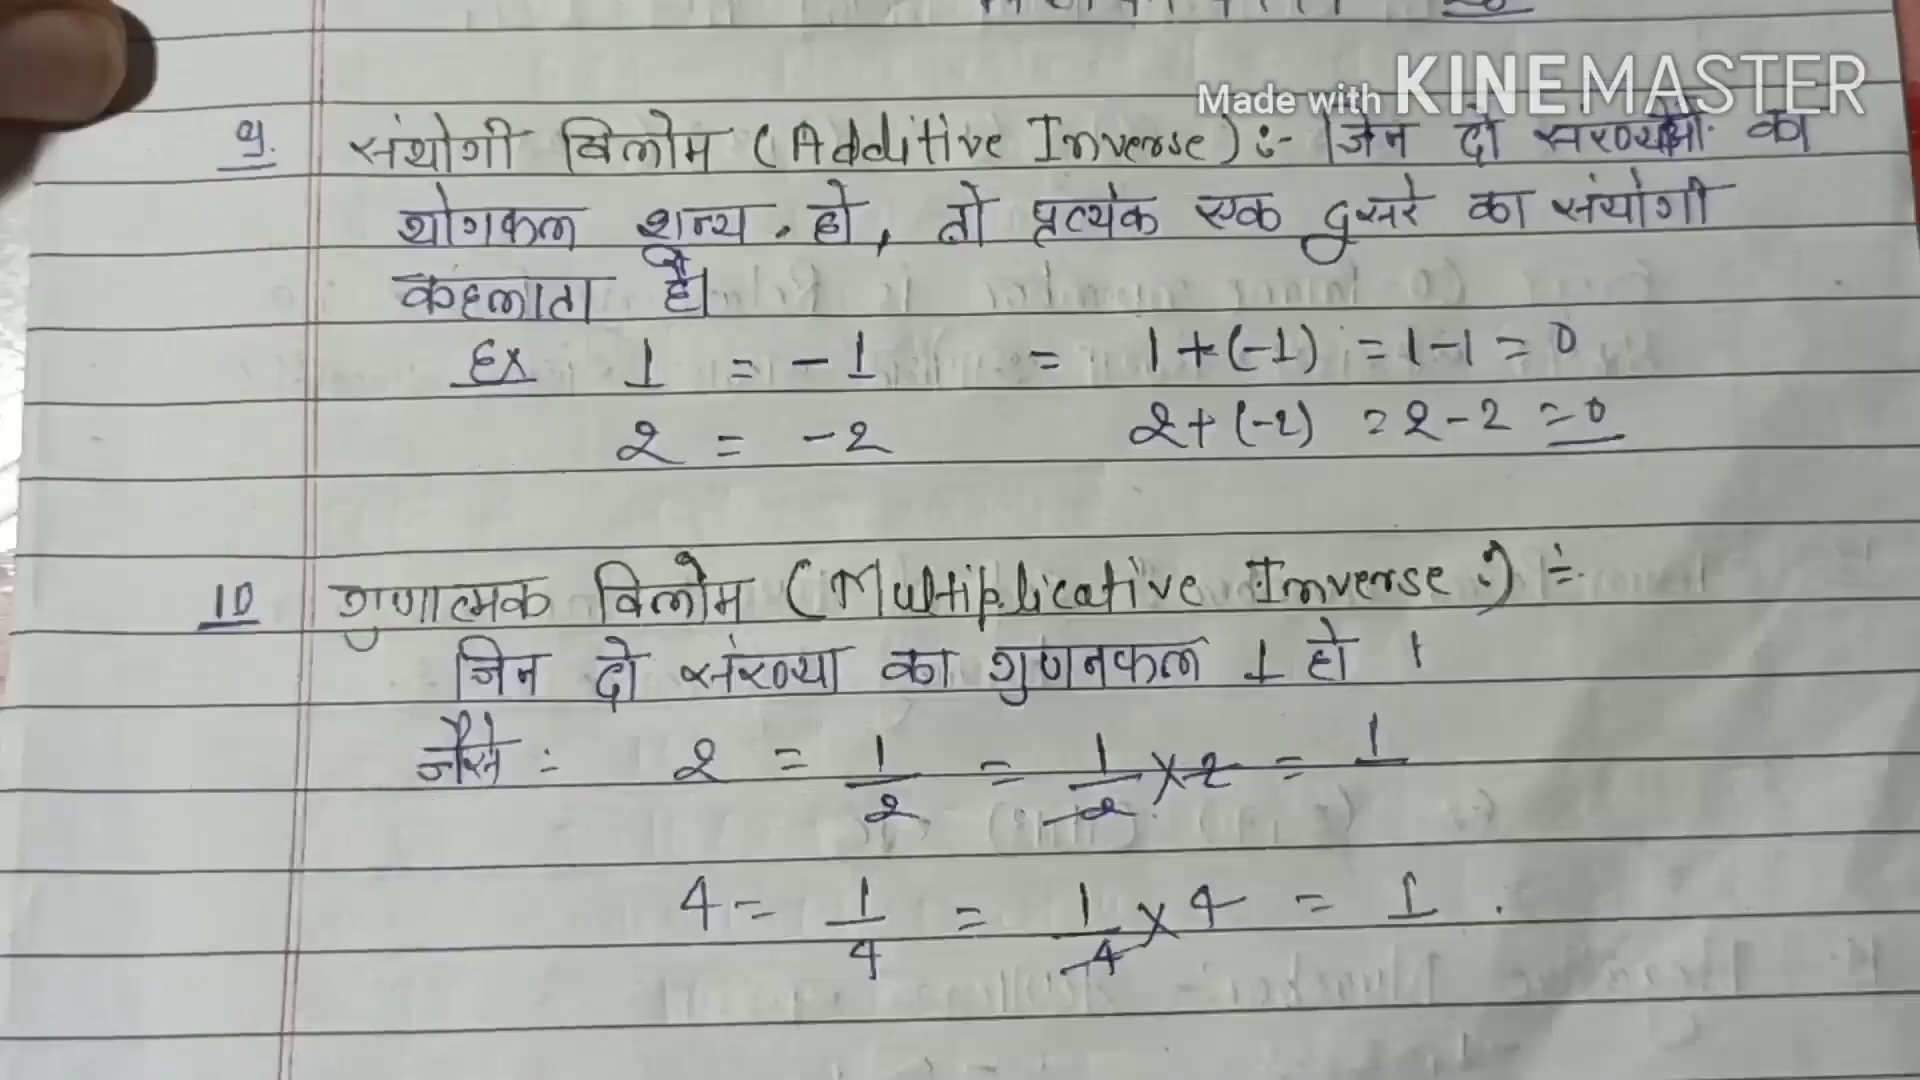 Made with KINEMASTER
9. संयोगी विलोम (Additive Inverse) :- जिन दो संख्याओं का
योगफल शन्य. हो, तो प्रत्येक एक दुसरे का संयोगी
कहलाता है।
Ex 1 = -1 = 1+(-1) = 1-1 = 0
2 = -2 2+(-2) = 2-2 = 0
10 गुणात्मक विलोम (Multiplicative Inverse.) ÷
जिन दो संख्या का गुणनफल 1 हो ।
जैसे : 2 = 1/2 = 1/2 × 2 = 1
4 = 1/4 = 1/4 × 4 = 1 .